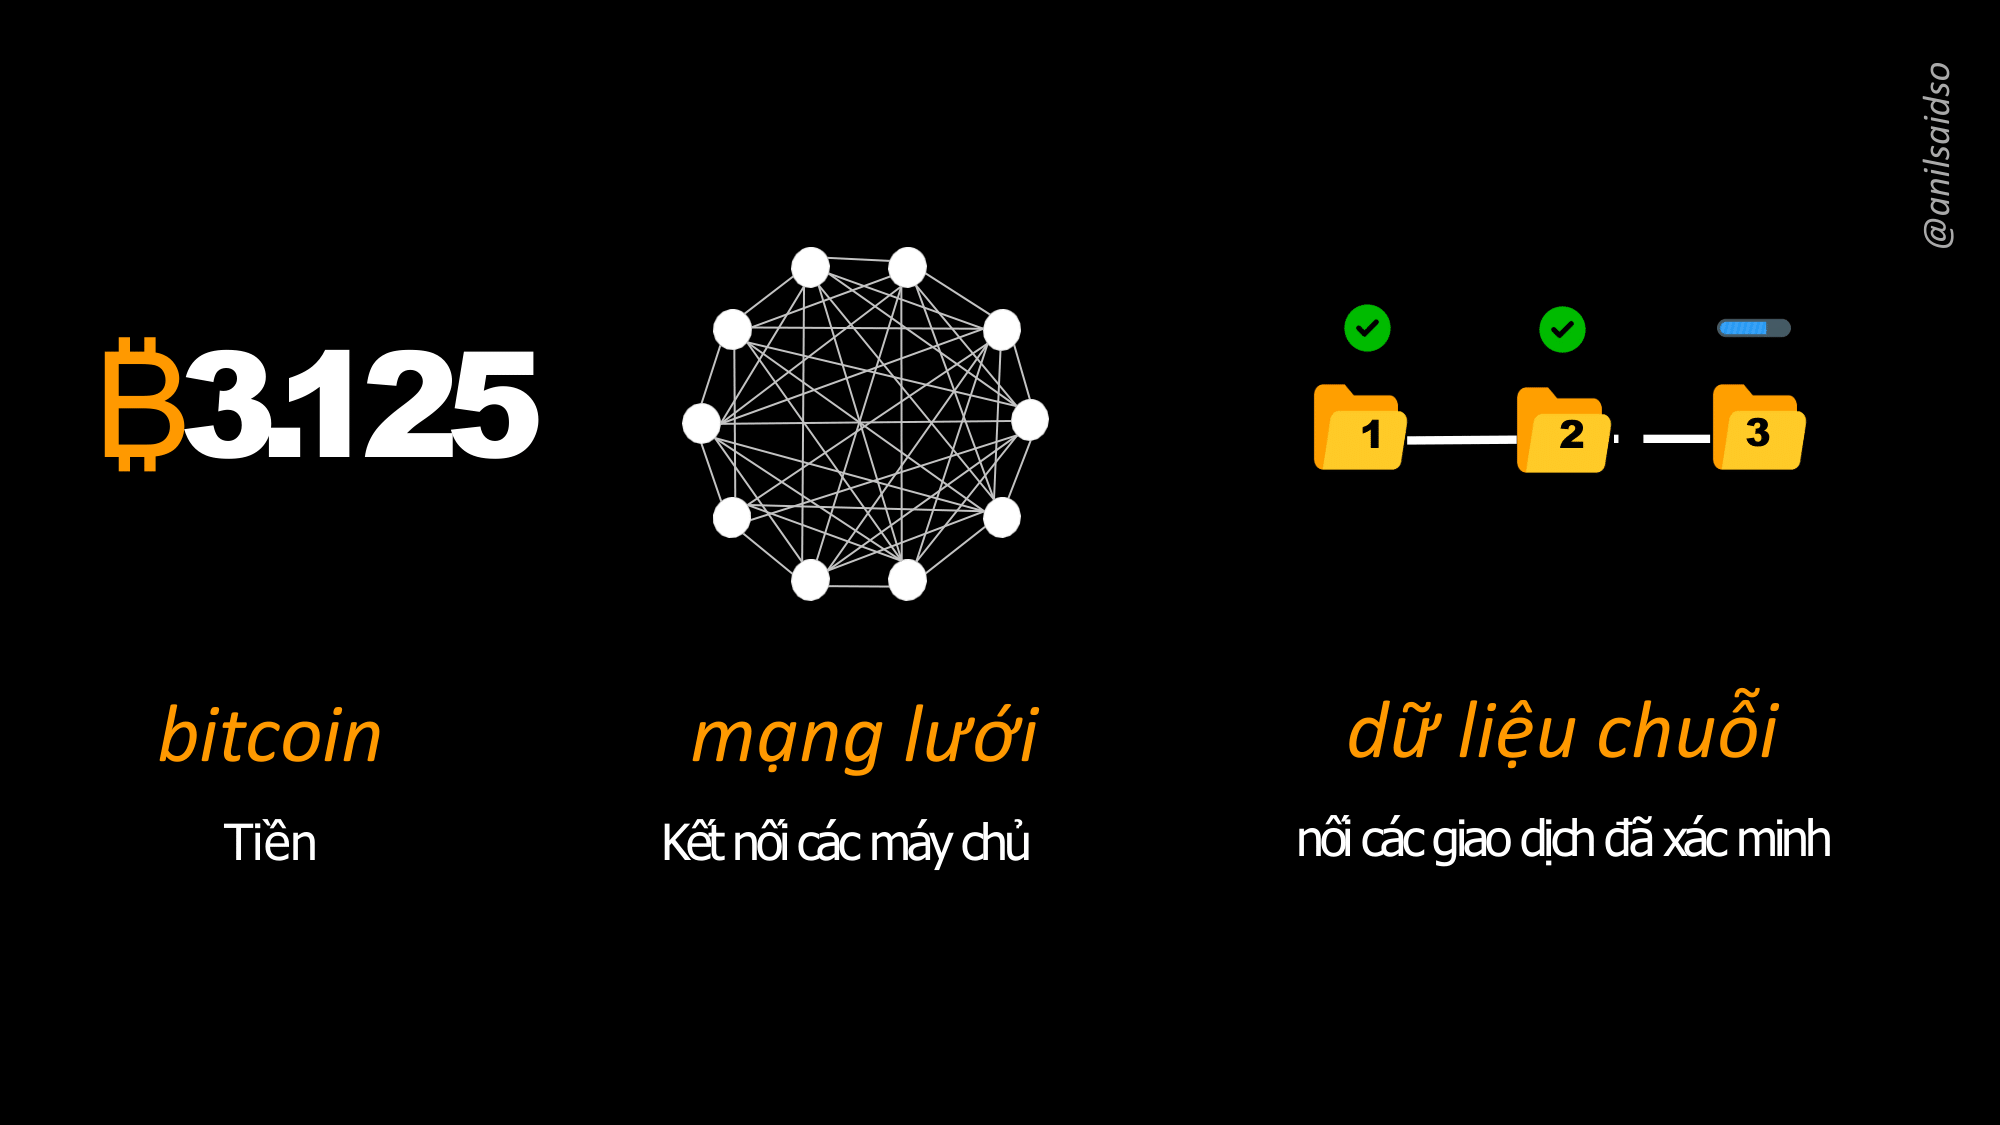 @anilsaidso
₿3.125
1 2 3
bitcoin
mạng lưới
dữ liệu chuỗi
Tiền
Kết nối các máy chủ
nối các giao dịch đã xác minh